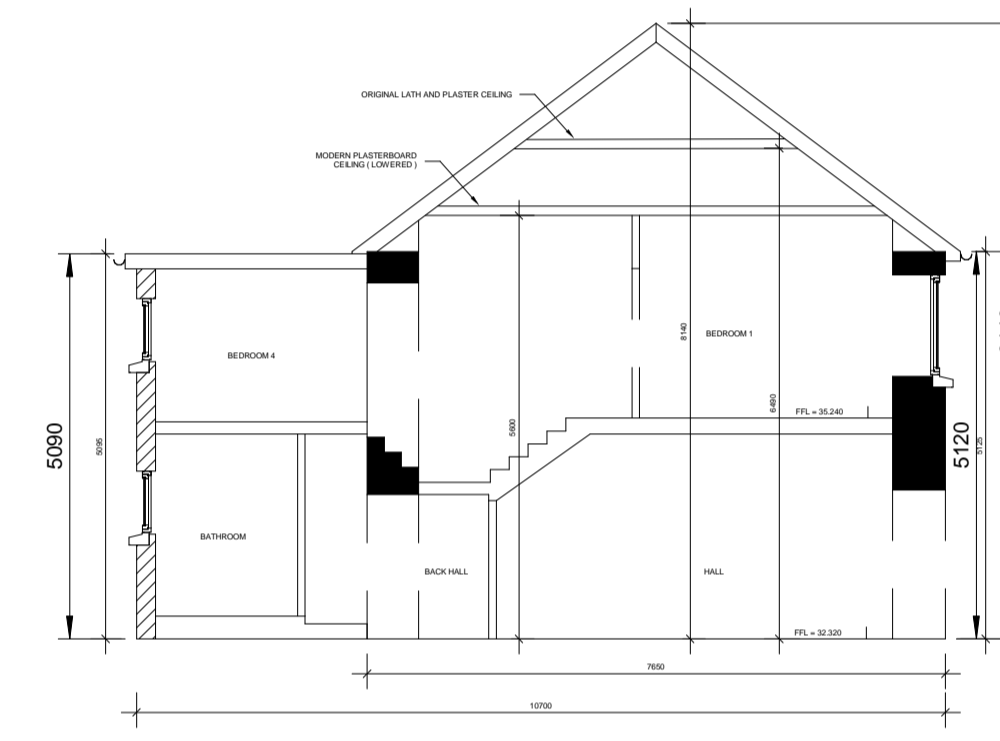 ORIGINAL LATH AND PLASTER CEILING
MODERN PLASTERBOARD
CEILING ( LOWERED )
8140
BEDROOM 1
BEDROOM 4
6490
FFL = 35.240
5600
5090
5095
5120
5125
BATHROOM
BACK HALL
HALL
FFL = 32.320
7650
10700